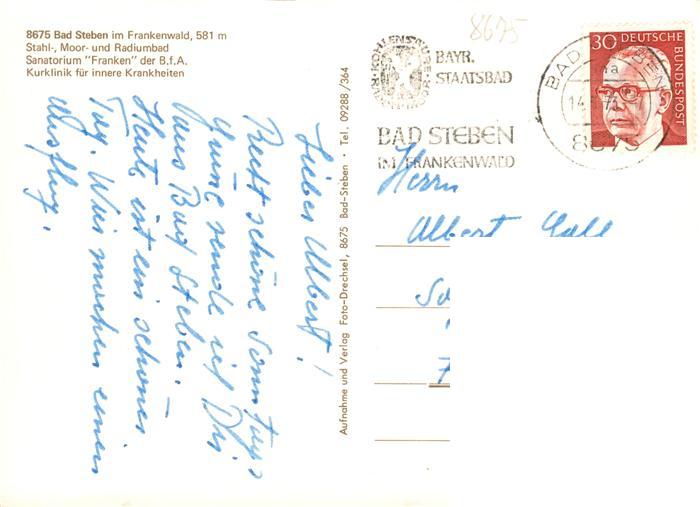 8675 Bad Steben im Frankenwald, 581 m
Stahl-, Moor- und Radiumbad
Sanatorium "Franken" der B.f.A.
Kurklinik für innere Krankheiten
8675
BAYR.
STAATSBAD
BAD STEBEN
IM FRANKENWALD
BAD STEBEN
8675
30 DEUTSCHE BUNDESPOST
Lieber Albert!
Recht schöne Sonntags
grüße sende ich Dir
aus Bad Steben.
Heute ist ein schöner
Tag. Wir machen einen
Ausflug.
Aufnahme und Verlag Foto-Drechsel, 8675 Bad-Steben • Tel. 09288/364
Herrn
Albert